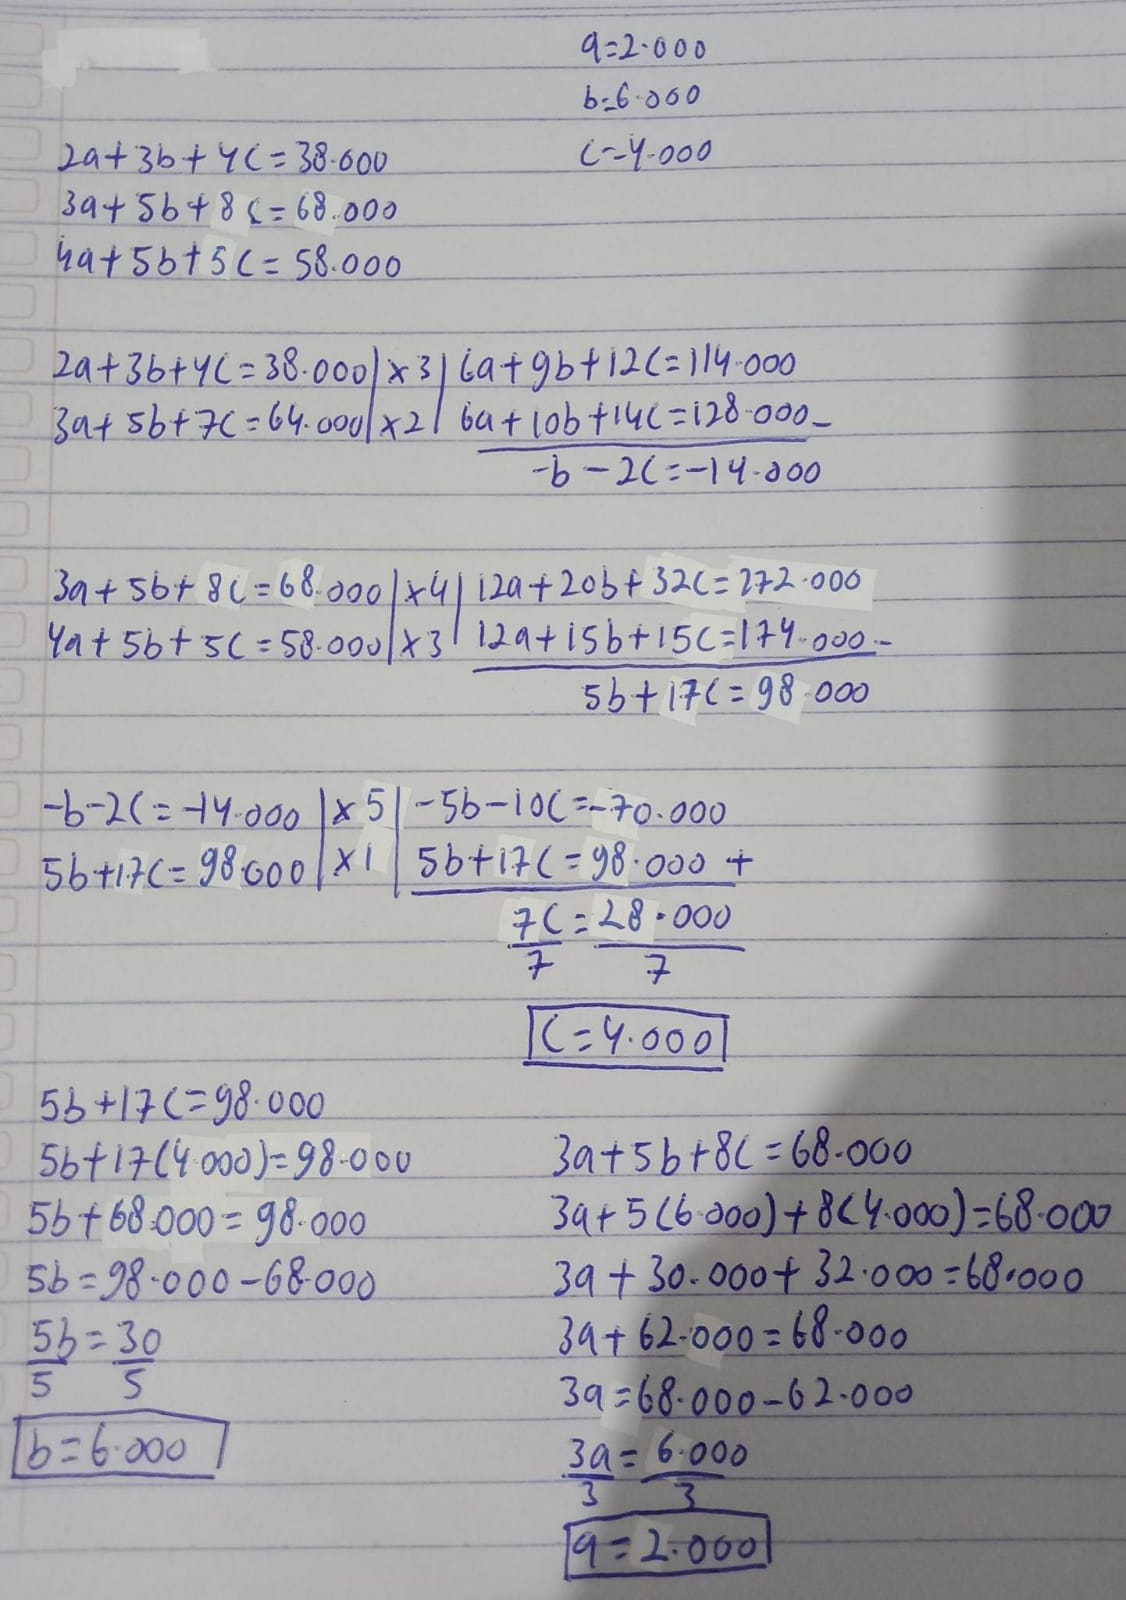 a=2.000
b=6.000
c=4.000
2a+3b+4c=38.000
3a+5b+8c=68.000
4a+5b+5c=58.000
2a+3b+4c=38.000|x3|6a+9b+12c=114.000
3a+5b+7c=64.000|x2|6a+10b+14c=128.000-
-b-2c=-14.000
3a+5b+8c=68.000|x4|12a+20b+32c=272.000
4a+5b+5c=58.000|x3|12a+15b+15c=174.000-
5b+17c=98.000
-b-2c=-14.000|x5|-5b-10c=-70.000
5b+17c=98.000|x1|5b+17c=98.000+
7c=28.000
7 7
c=4.000
5b+17c=98.000
5b+17(4.000)=98.000
5b+68.000=98.000
5b=98.000-68.000
5b=30
5 5
b=6.000
3a+5b+8c=68.000
3a+5(6.000)+8(4.000)=68.000
3a+30.000+32.000=68.000
3a+62.000=68.000
3a=68.000-62.000
3a=6.000
3 3
a=2.000